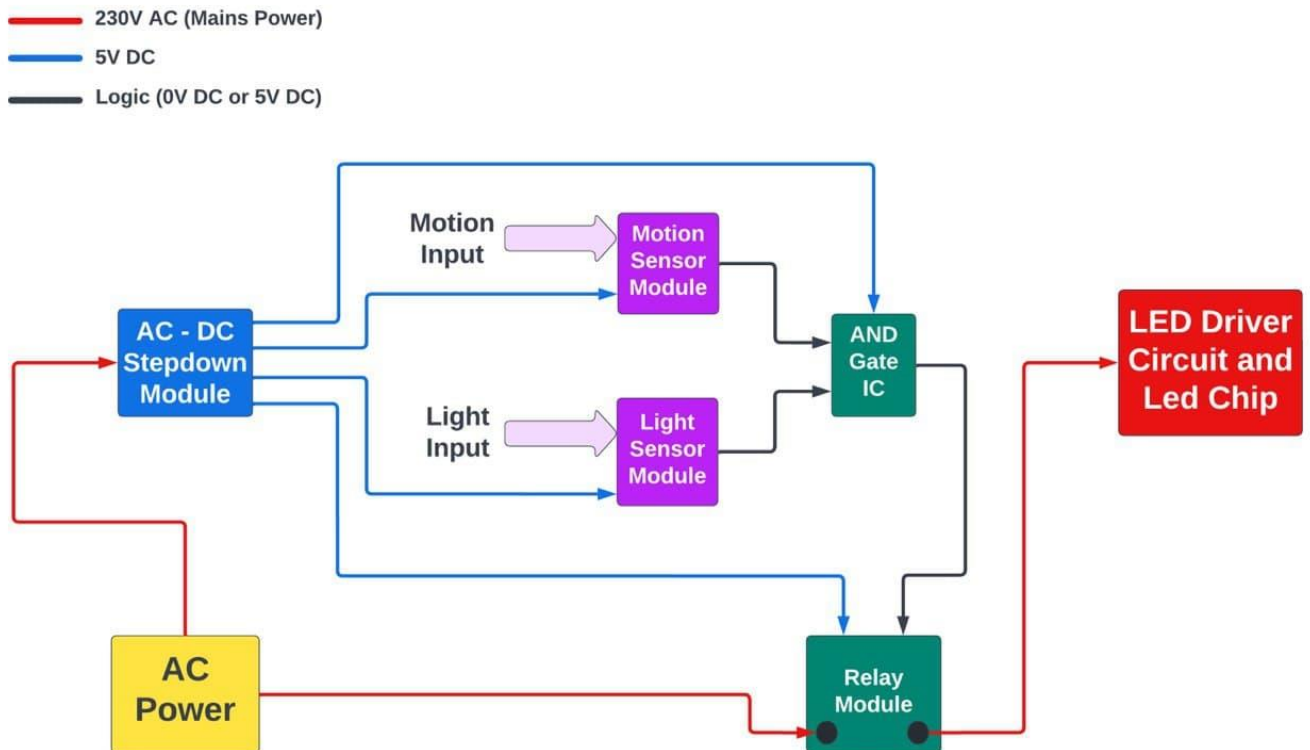 230V AC (Mains Power)
5V DC
Logic (0V DC or 5V DC)
Motion
Input
Motion
Sensor
Module
AC - DC
Stepdown
Module
AND
Gate
IC
LED Driver
Circuit and
Led Chip
Light
Input
Light
Sensor
Module
AC
Power
Relay
Module